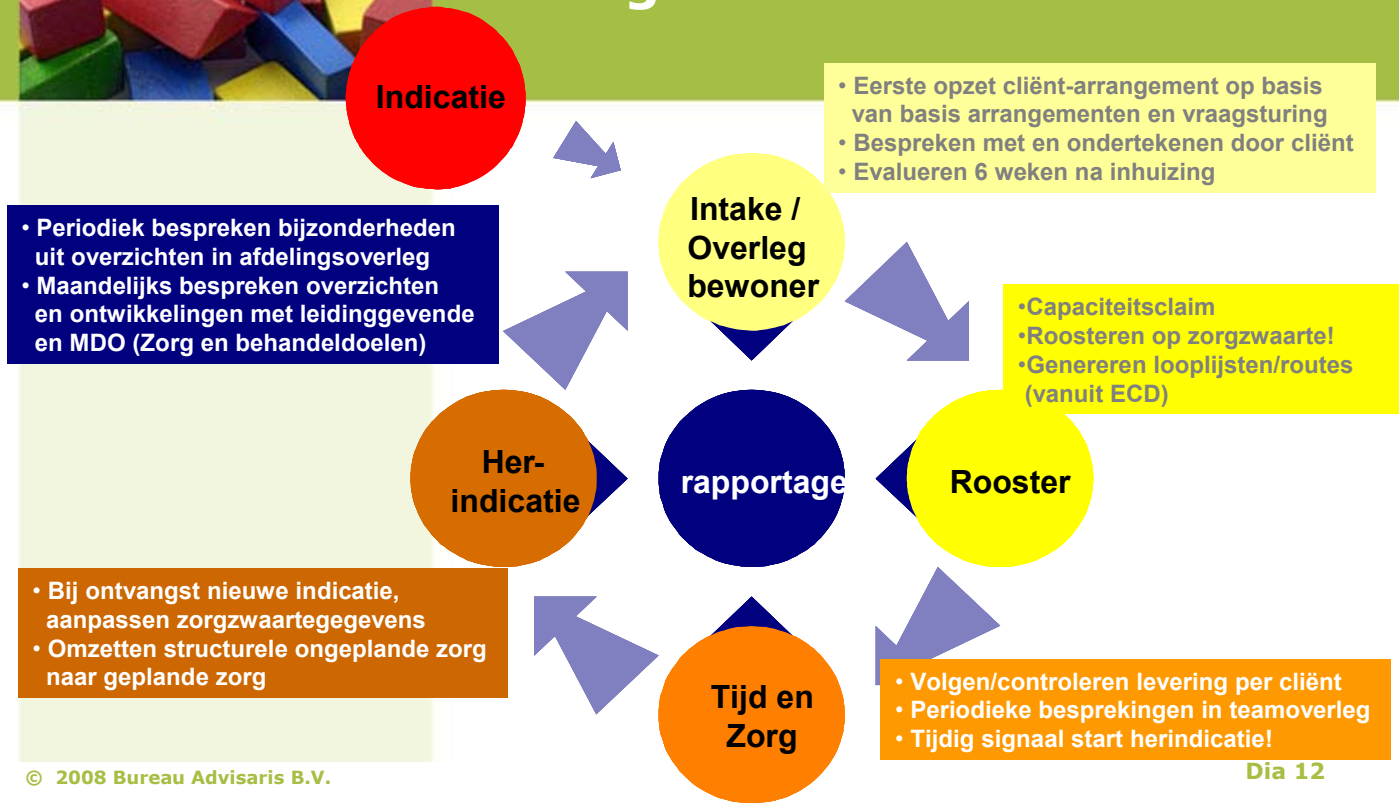 Indicatie
• Eerste opzet cliënt-arrangement op basis
van basis arrangementen en vraagsturing
• Bespreken met en ondertekenen door cliënt
• Evalueren 6 weken na inhuizing
Intake /
Overleg
bewoner
• Periodiek bespreken bijzonderheden
uit overzichten in afdelingsoverleg
• Maandelijks bespreken overzichten
en ontwikkelingen met leidinggevende
en MDO (Zorg en behandeldoelen)
•Capaciteitsclaim
•Roosteren op zorgzwaarte!
•Genereren looplijsten/routes
(vanuit ECD)
Her-
indicatie
rapportage
Rooster
• Bij ontvangst nieuwe indicatie,
aanpassen zorgzwaartegegevens
• Omzetten structurele ongeplande zorg
naar geplande zorg
Tijd en
Zorg
• Volgen/controleren levering per cliënt
• Periodieke besprekingen in teamoverleg
• Tijdig signaal start herindicatie!
© 2008 Bureau Advisaris B.V.
Dia 12